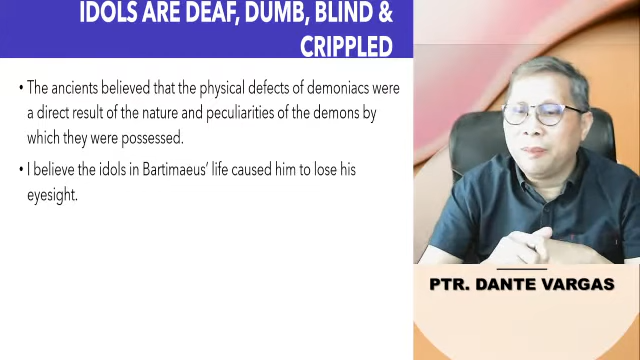 IDOLS ARE DEAF, DUMB, BLIND &
CRIPPLED
• The ancients believed that the physical defects of demoniacs were
a direct result of the nature and peculiarities of the demons by
which they were possessed.
• I believe the idols in Bartimaeus’ life caused him to lose his
eyesight.
PTR. DANTE VARGAS